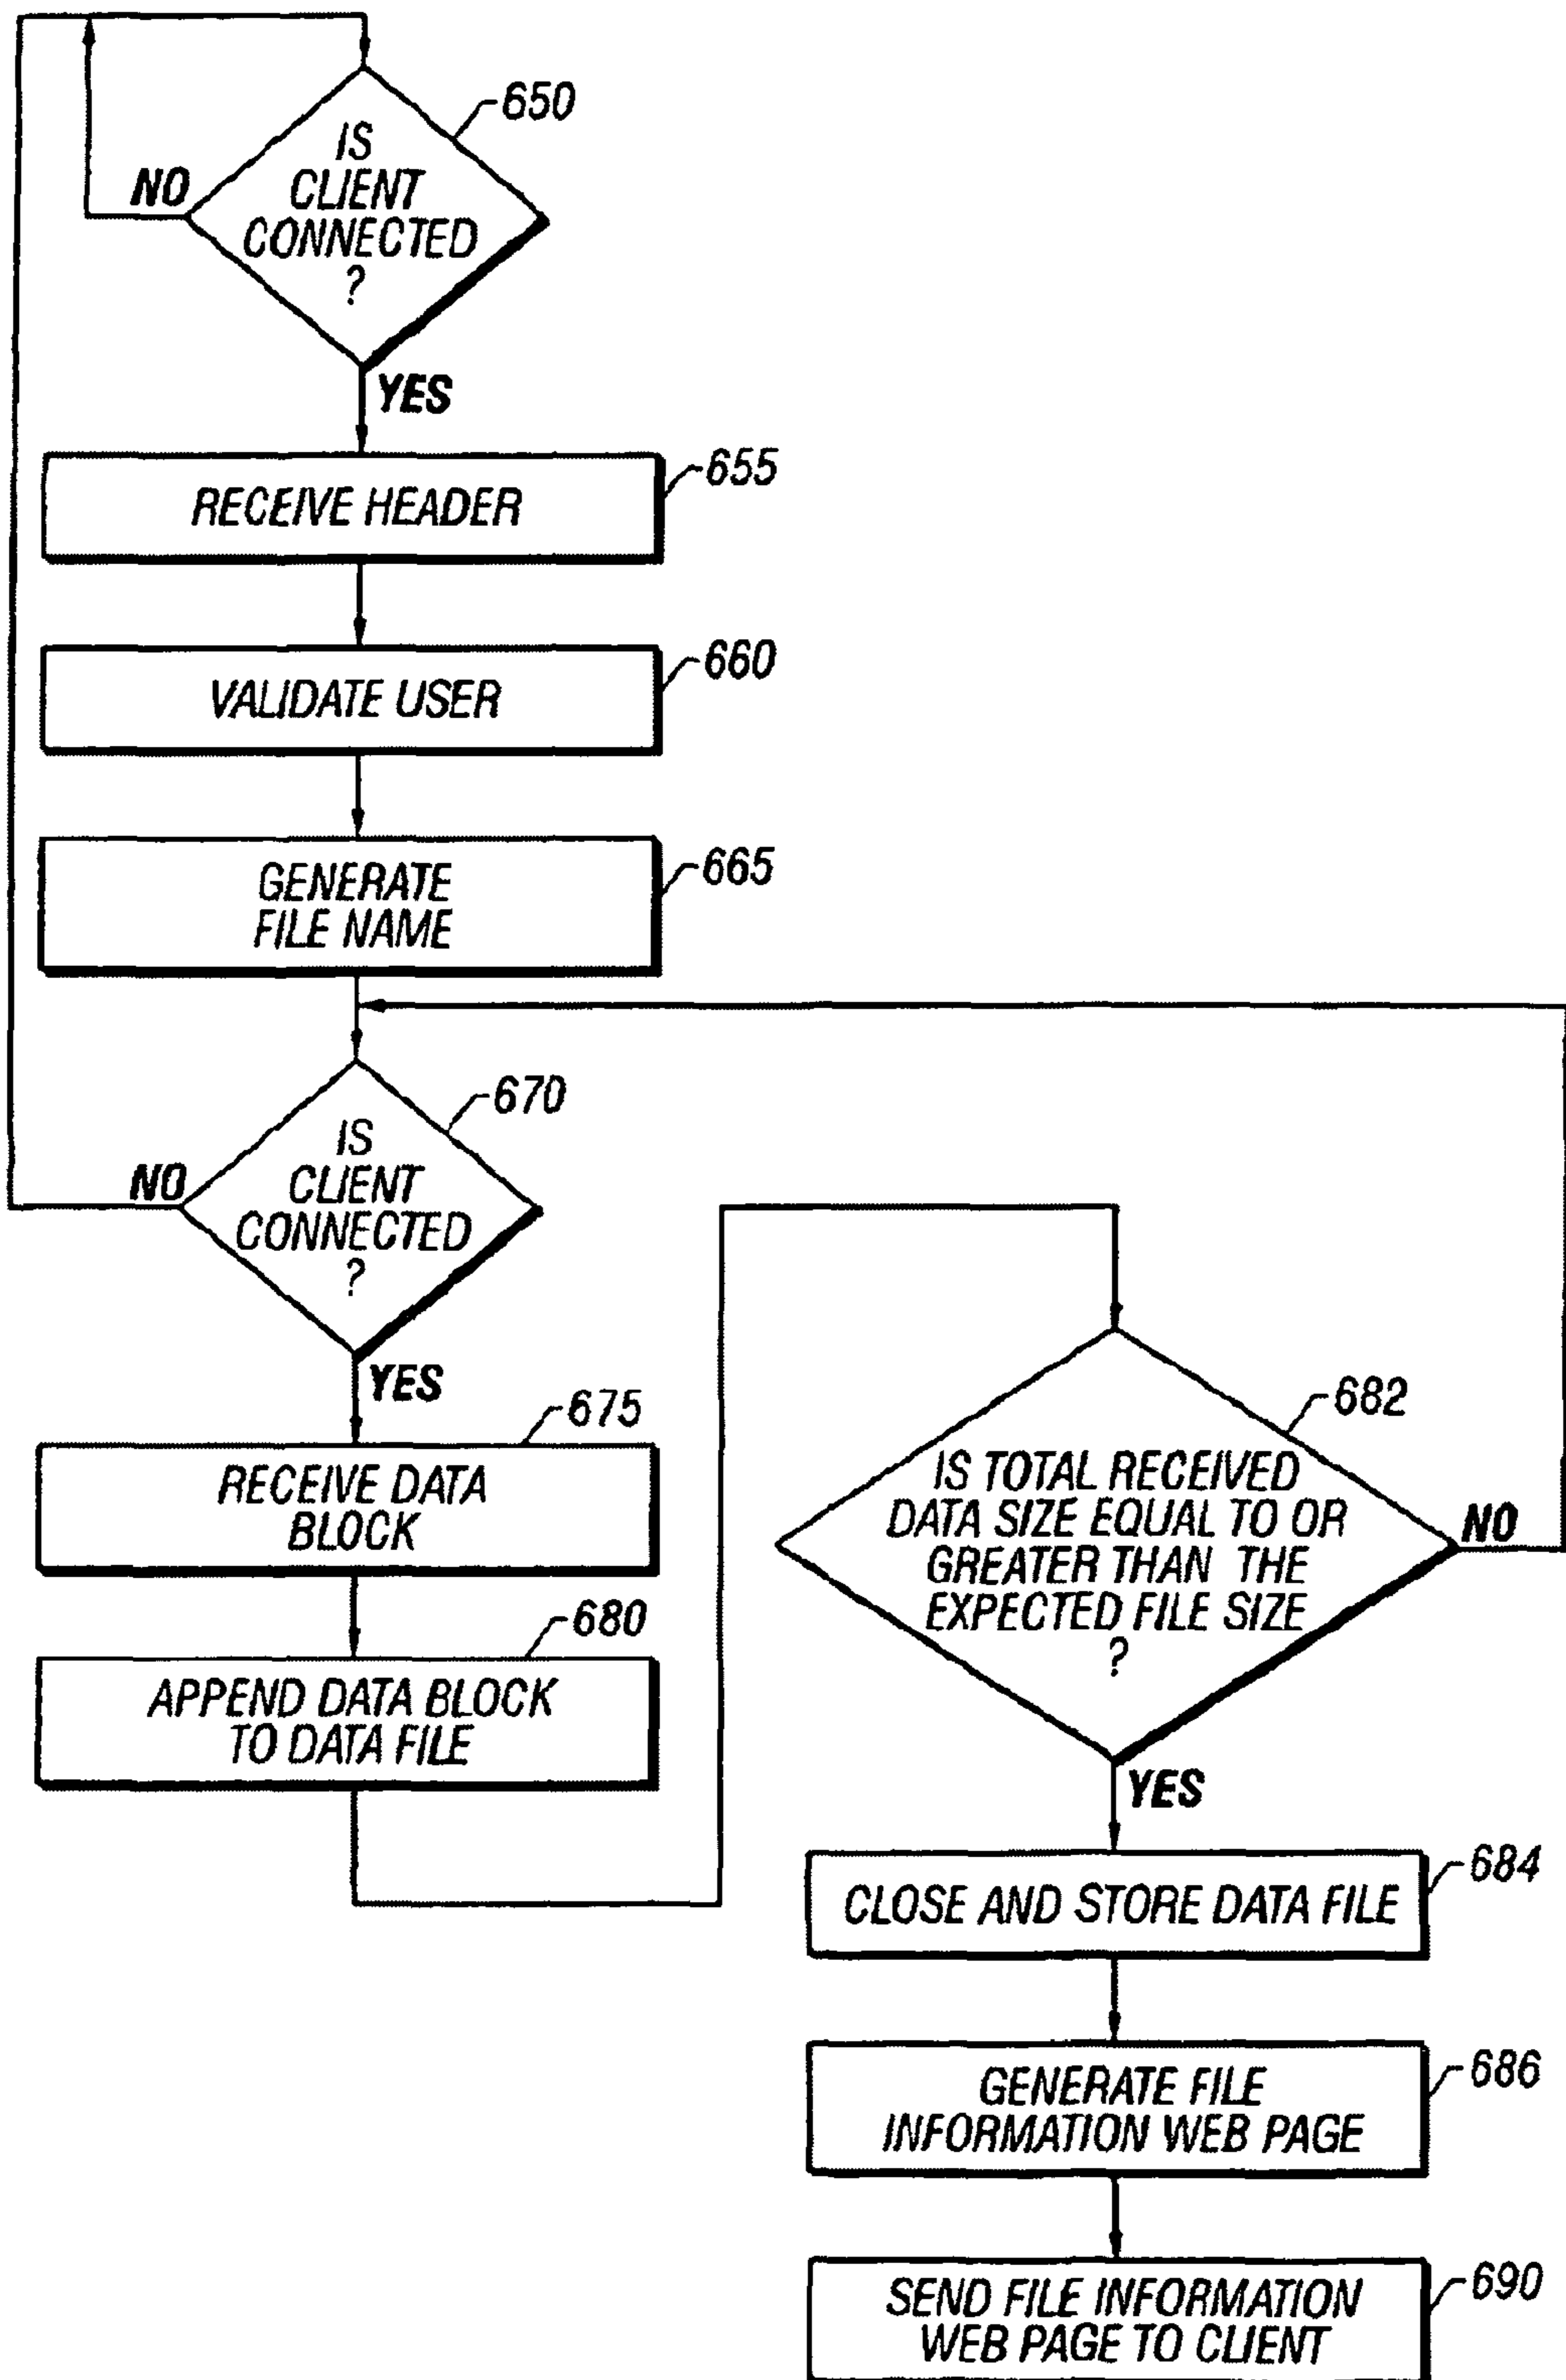 650
IS
CLIENT
CONNECTED
?
NO
YES
655
RECEIVE HEADER
660
VALIDATE USER
665
GENERATE
FILE NAME
670
IS
CLIENT
CONNECTED
?
NO
YES
675
RECEIVE DATA
BLOCK
680
APPEND DATA BLOCK
TO DATA FILE
682
IS TOTAL RECEIVED
DATA SIZE EQUAL TO OR
GREATER THAN THE
EXPECTED FILE SIZE
?
NO
YES
684
CLOSE AND STORE DATA FILE
686
GENERATE FILE
INFORMATION WEB PAGE
690
SEND FILE INFORMATION
WEB PAGE TO CLIENT